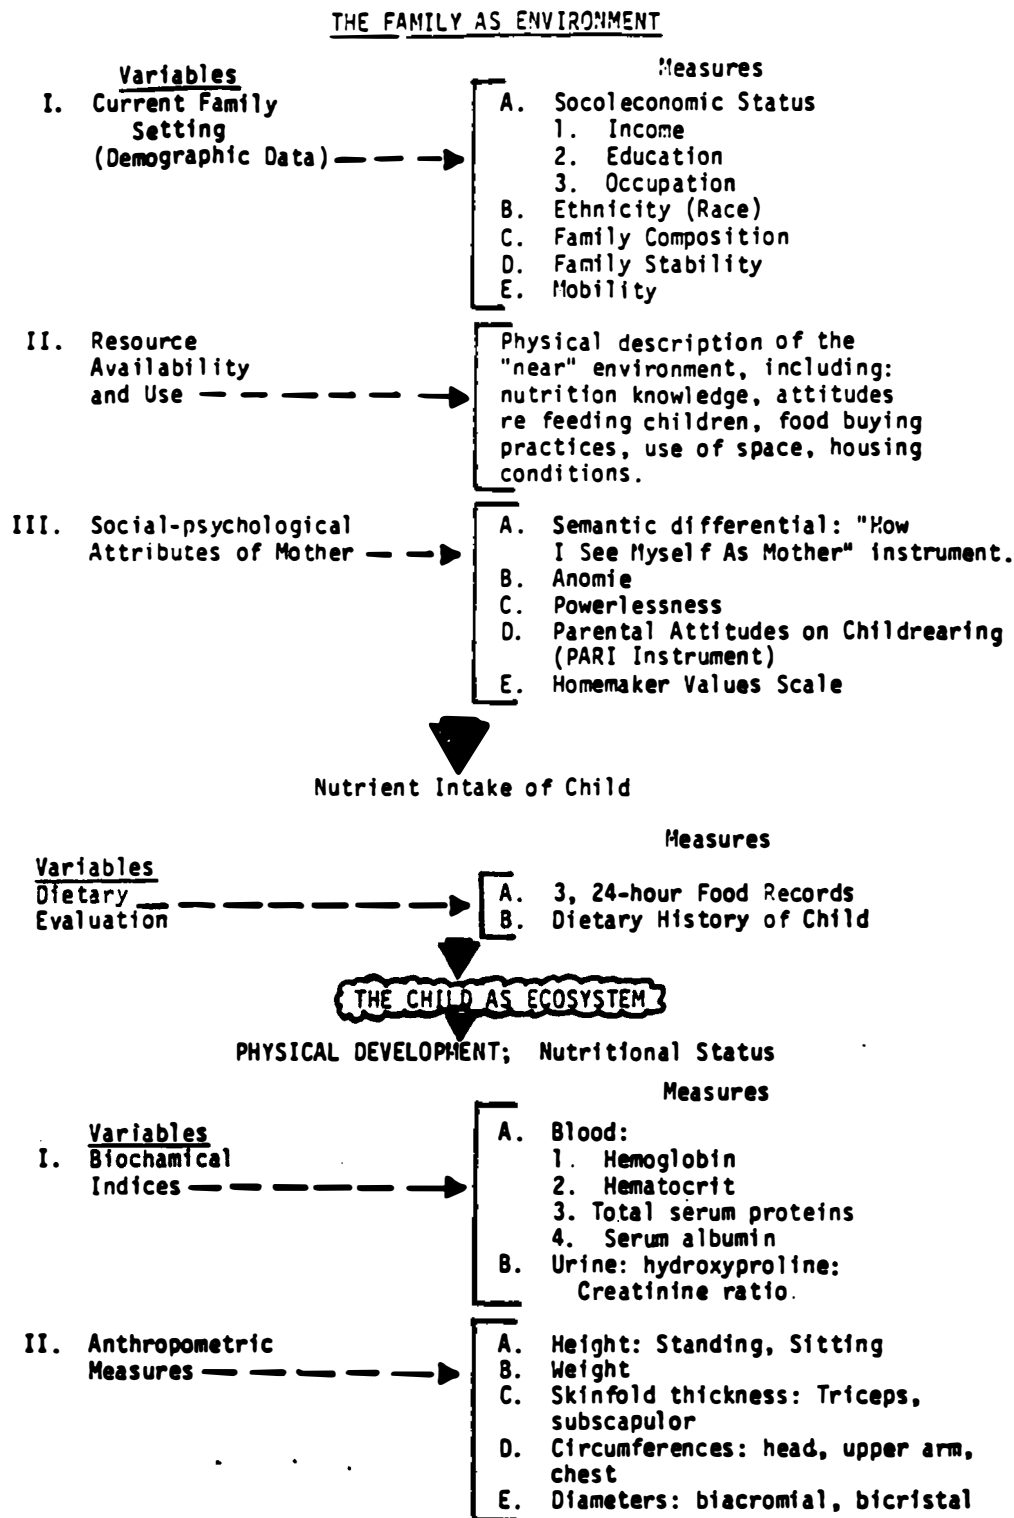 THE FAMILY AS ENVIRONMENT
Variables
Measures
I. Current Family
Setting
(Demographic Data)
A. Socoleconomic Status
1. Income
2. Education
3. Occupation
B. Ethnicity (Race)
C. Family Composition
D. Family Stability
E. Mobility
II. Resource
Availability
and Use
Physical description of the
"near" environment, including:
nutrition knowledge, attitudes
re feeding children, food buying
practices, use of space, housing
conditions.
III. Social-psychological
Attributes of Mother
A. Semantic differential: "How
I See Myself As Mother" instrument.
B. Anomie
C. Powerlessness
D. Parental Attitudes on Childrearing
(PARI Instrument)
E. Homemaker Values Scale
Nutrient Intake of Child
Measures
Variables
Dietary
Evaluation
A. 3, 24-hour Food Records
B. Dietary History of Child
THE CHILD AS ECOSYSTEM
PHYSICAL DEVELOPMENT; Nutritional Status
Measures
Variables
I. Biochamical
Indices
A. Blood:
1. Hemoglobin
2. Hematocrit
3. Total serum proteins
4. Serum albumin
B. Urine: hydroxyproline:
Creatinine ratio.
II. Anthropometric
Measures
A. Height: Standing, Sitting
B. Weight
C. Skinfold thickness: Triceps,
subscapulor
D. Circumferences: head, upper arm,
chest
E. Diameters: biacromial, bicristal